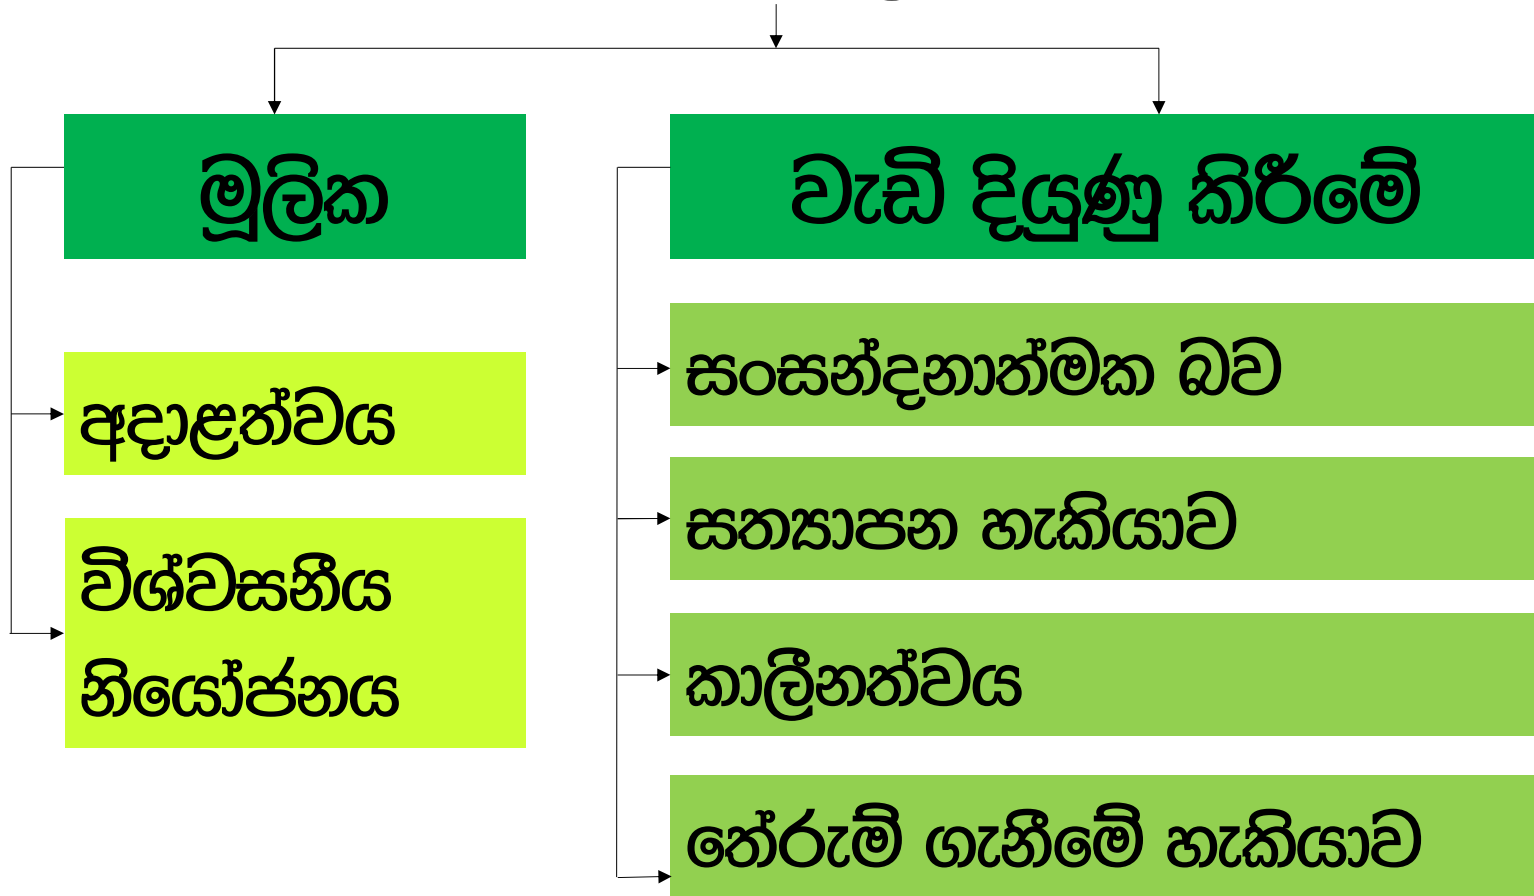 මූලික
වැඩි දියුණු කිරීමේ
අදාළත්වය
විශ්වසනීය
නියෝජනය
සංසන්දනාත්මක බව
සත්‍යාපන හැකියාව
කාලීනත්වය
තේරුම් ගැනීමේ හැකියාව